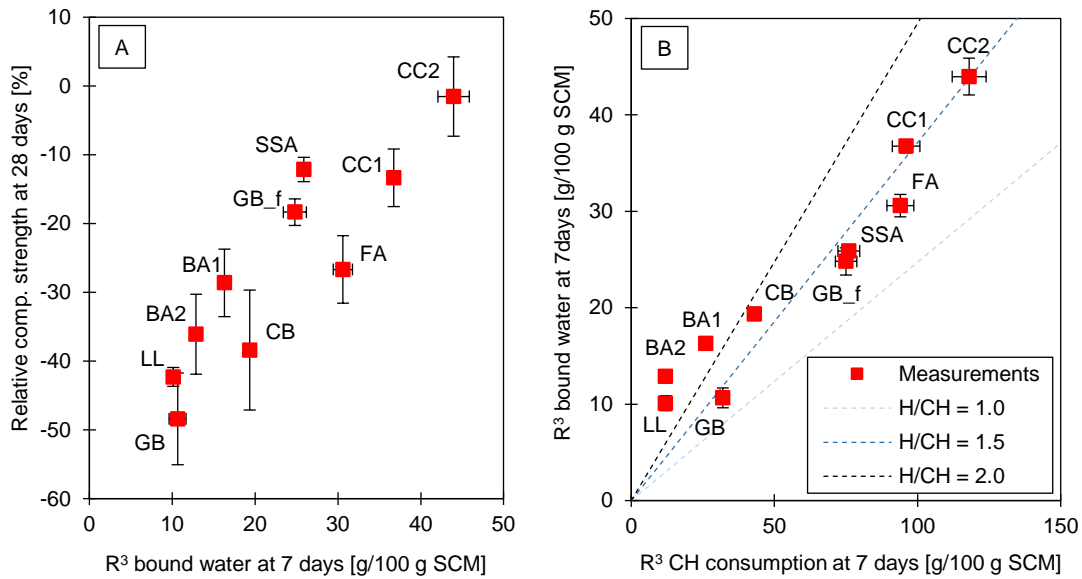 A
Relative comp. strength at 28 days [%]
10
0
-10
-20
-30
-40
-50
-60
CC2
SSA
CC1
GB_f
FA
BA1
BA2
CB
LL
GB
0 10 20 30 40 50
R³ bound water at 7 days [g/100 g SCM]
B
R³ bound water at 7days [g/100 g SCM]
50
40
30
20
10
0
CC2
CC1
FA
SSA
GB_f
CB
BA1
BA2
LL
GB
Measurements
H/CH = 1.0
H/CH = 1.5
H/CH = 2.0
0 50 100 150
R³ CH consumption at 7 days [g/100 g SCM]